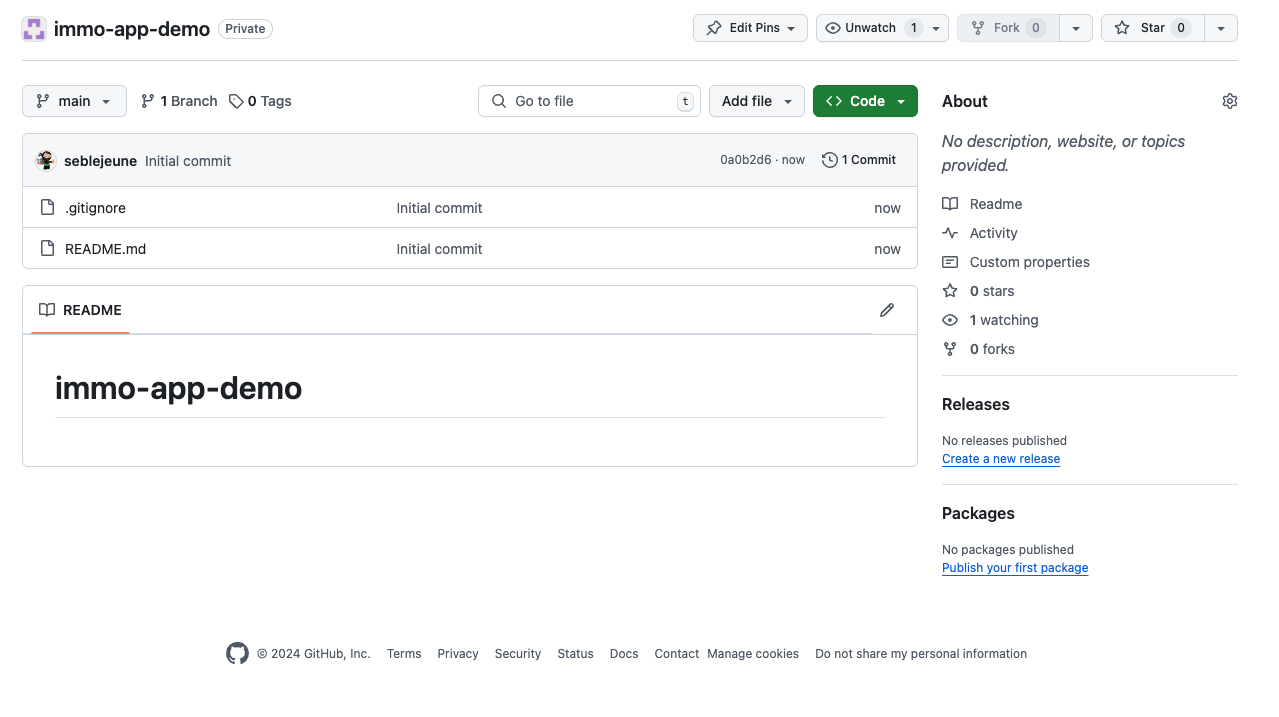 immo-app-demo Private Edit Pins Unwatch 1 Fork 0 Star 0
main 1 Branch 0 Tags Go to file t Add file Code
seblejeune Initial commit 0a0b2d6 · now 1 Commit
.gitignore Initial commit now
README.md Initial commit now
README
immo-app-demo
About
No description, website, or topics
provided.
Readme
Activity
Custom properties
0 stars
1 watching
0 forks
Releases
No releases published
Create a new release
Packages
No packages published
Publish your first package
© 2024 GitHub, Inc. Terms Privacy Security Status Docs Contact Manage cookies Do not share my personal information